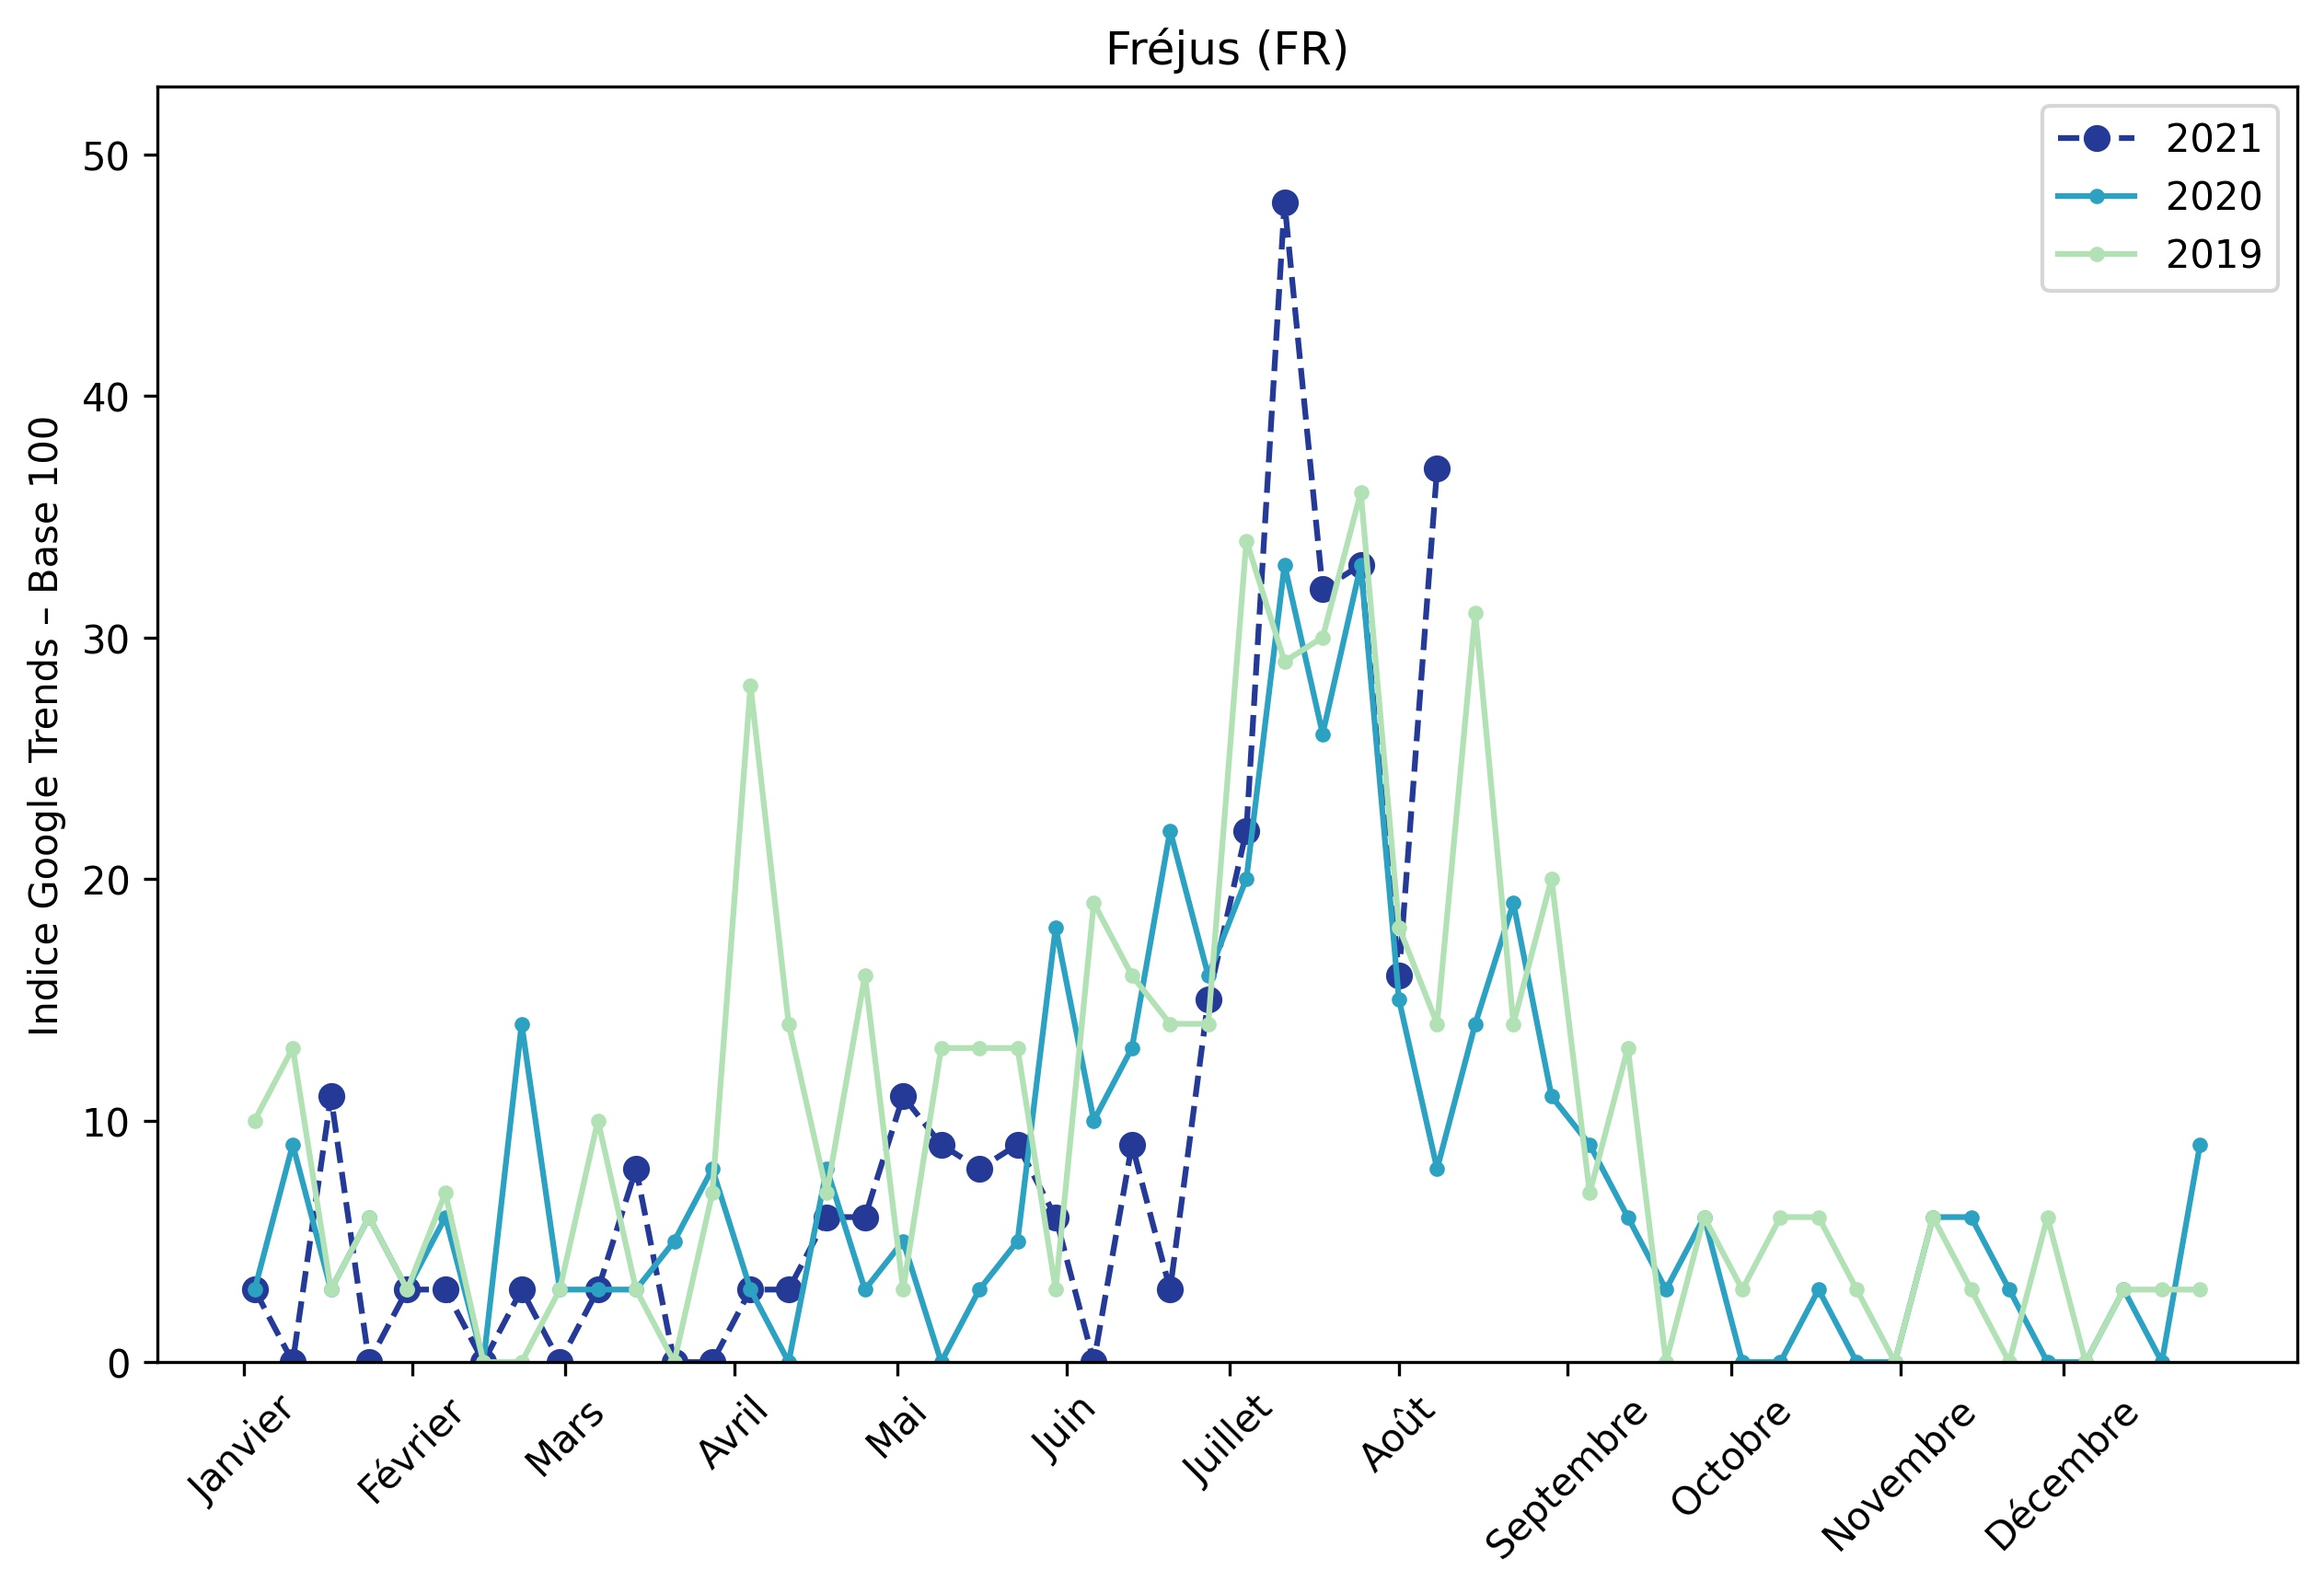 Fréjus (FR)
2021
2020
2019
Indice Google Trends – Base 100
50
40
30
20
10
0
Janvier
Février
Mars
Avril
Mai
Juin
Juillet
Août
Septembre
Octobre
Novembre
Décembre